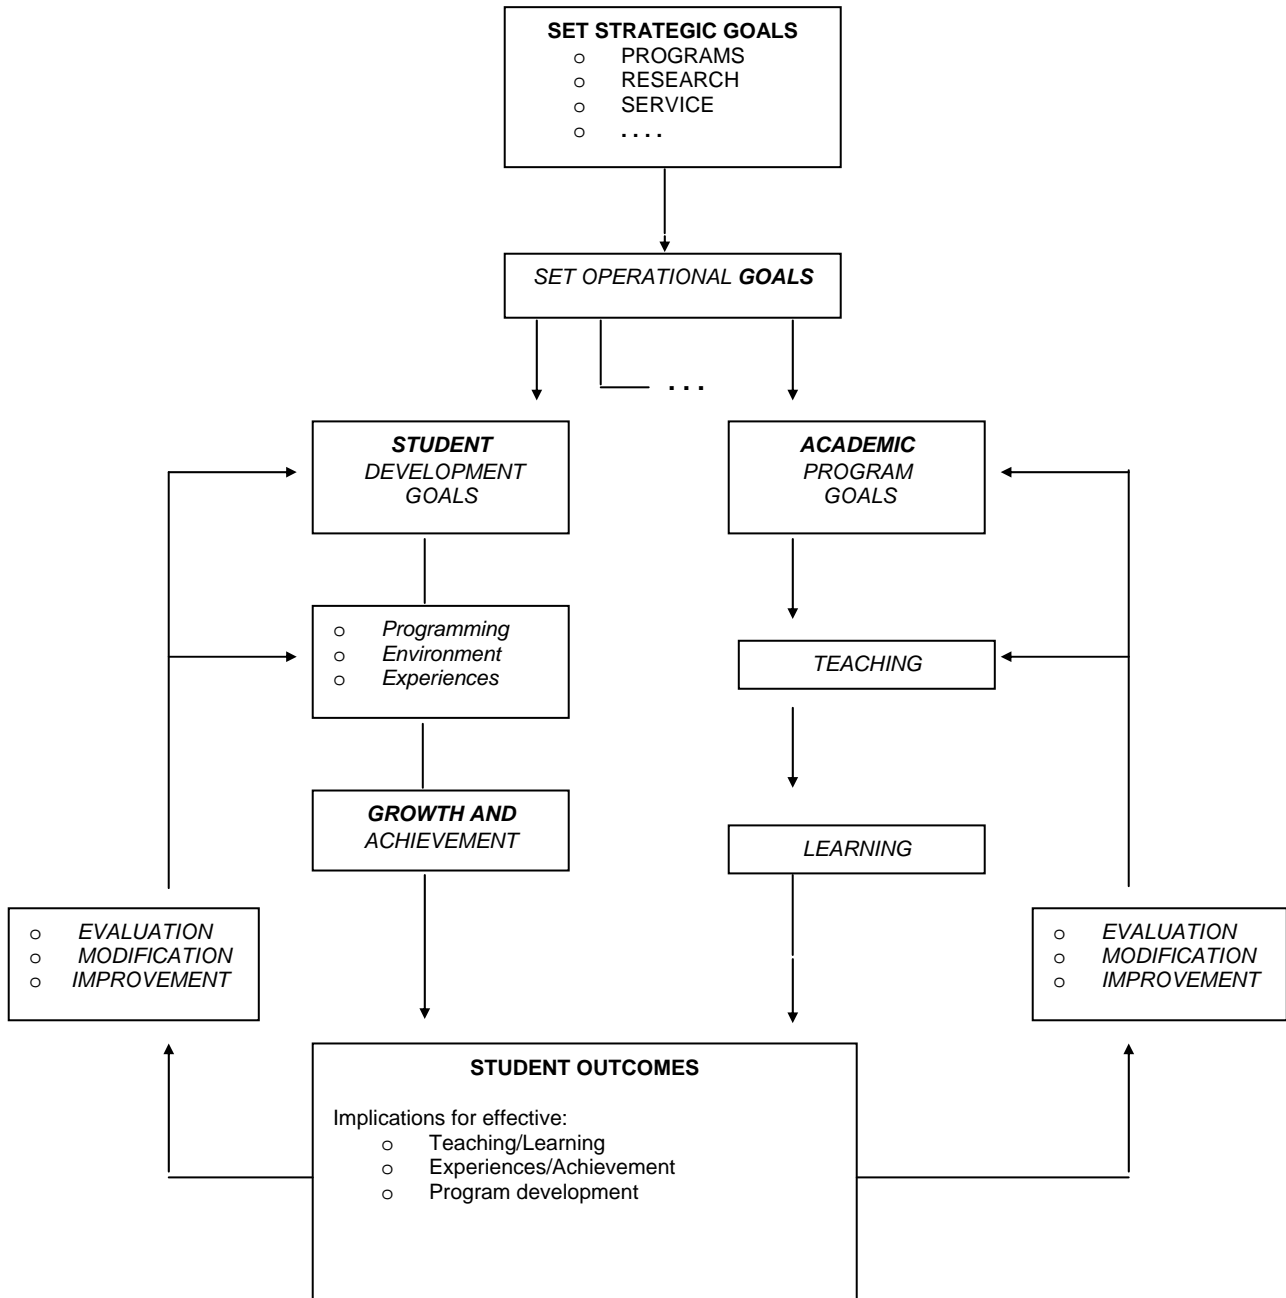 SET STRATEGIC GOALS
o PROGRAMS
o RESEARCH
o SERVICE
o . . . .
SET OPERATIONAL GOALS
. . .
STUDENT
DEVELOPMENT
GOALS
ACADEMIC
PROGRAM
GOALS
o Programming
o Environment
o Experiences
TEACHING
GROWTH AND
ACHIEVEMENT
LEARNING
o EVALUATION
o MODIFICATION
o IMPROVEMENT
o EVALUATION
o MODIFICATION
o IMPROVEMENT
STUDENT OUTCOMES
Implications for effective:
o Teaching/Learning
o Experiences/Achievement
o Program development